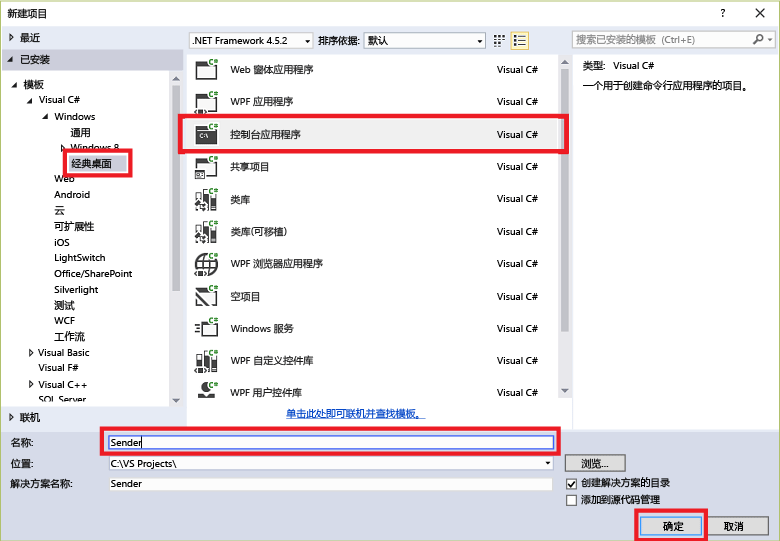 新建项目
? ×
最近
.NET Framework 4.5.2 排序依据: 默认 搜索已安装的模板 (Ctrl+E)
已安装
模板
Visual C#
Windows
通用
Windows 8
经典桌面
Web
Android
云
可扩展性
iOS
LightSwitch
Office/SharePoint
Silverlight
测试
WCF
工作流
Visual Basic
Visual F#
Visual C++
SQL Server
联机
Web 窗体应用程序 Visual C#
WPF 应用程序 Visual C#
控制台应用程序 Visual C#
共享项目 Visual C#
类库 Visual C#
类库(可移植) Visual C#
WPF 浏览器应用程序 Visual C#
空项目 Visual C#
Windows 服务 Visual C#
WPF 自定义控件库 Visual C#
WPF 用户控件库 Visual C#
单击此处即可联机并查找模板。
类型: Visual C#
一个用于创建命令行应用程序的项目。
名称: Sender
位置: C:\VS Projects\ 浏览...
解决方案名称: Sender
创建解决方案的目录
添加到源代码管理
确定 取消